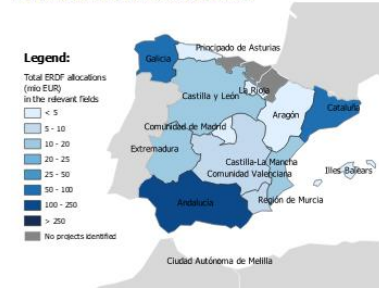 Legend:
Total ERDF allocations
(mio EUR)
in the relevant fields
< 5
5 - 10
10 - 20
20 - 25
25 - 50
50 - 100
100 - 250
> 250
No projects identified
Galicia
Principado de Asturias
La Rioja
Castilla y León
Cataluña
Aragón
Comunidad de Madrid
Extremadura
Castilla-La Mancha
Comunidad Valenciana
Illes Balears
Región de Murcia
Andalucía
Ciudad Autónoma de Melilla